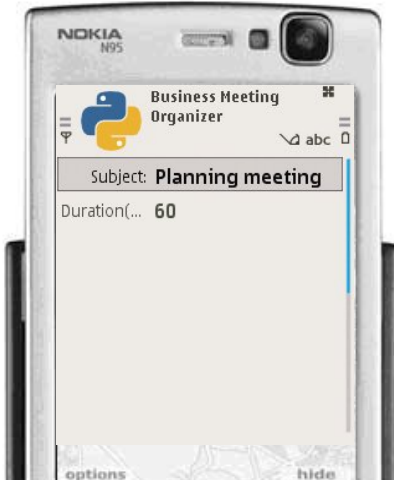 NOKIA
N95
Business Meeting
Organizer
abc
Subject: Planning meeting
Duration(... 60
options
hide